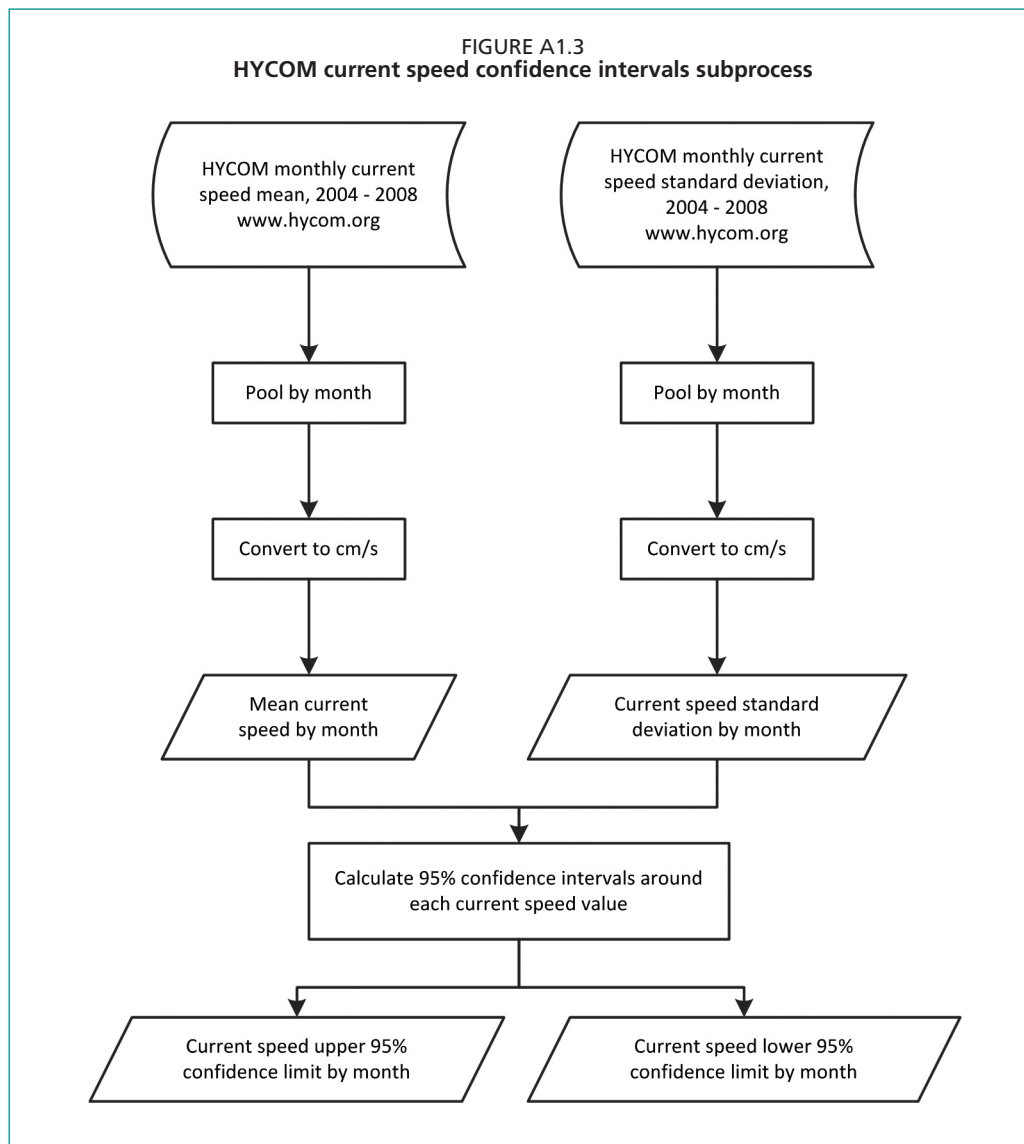 FIGURE A1.3
HYCOM current speed confidence intervals subprocess
HYCOM monthly current
speed mean, 2004 - 2008
www.hycom.org
HYCOM monthly current
speed standard deviation,
2004 - 2008
www.hycom.org
Pool by month
Pool by month
Convert to cm/s
Convert to cm/s
Mean current
speed by month
Current speed standard
deviation by month
Calculate 95% confidence intervals around
each current speed value
Current speed upper 95%
confidence limit by month
Current speed lower 95%
confidence limit by month